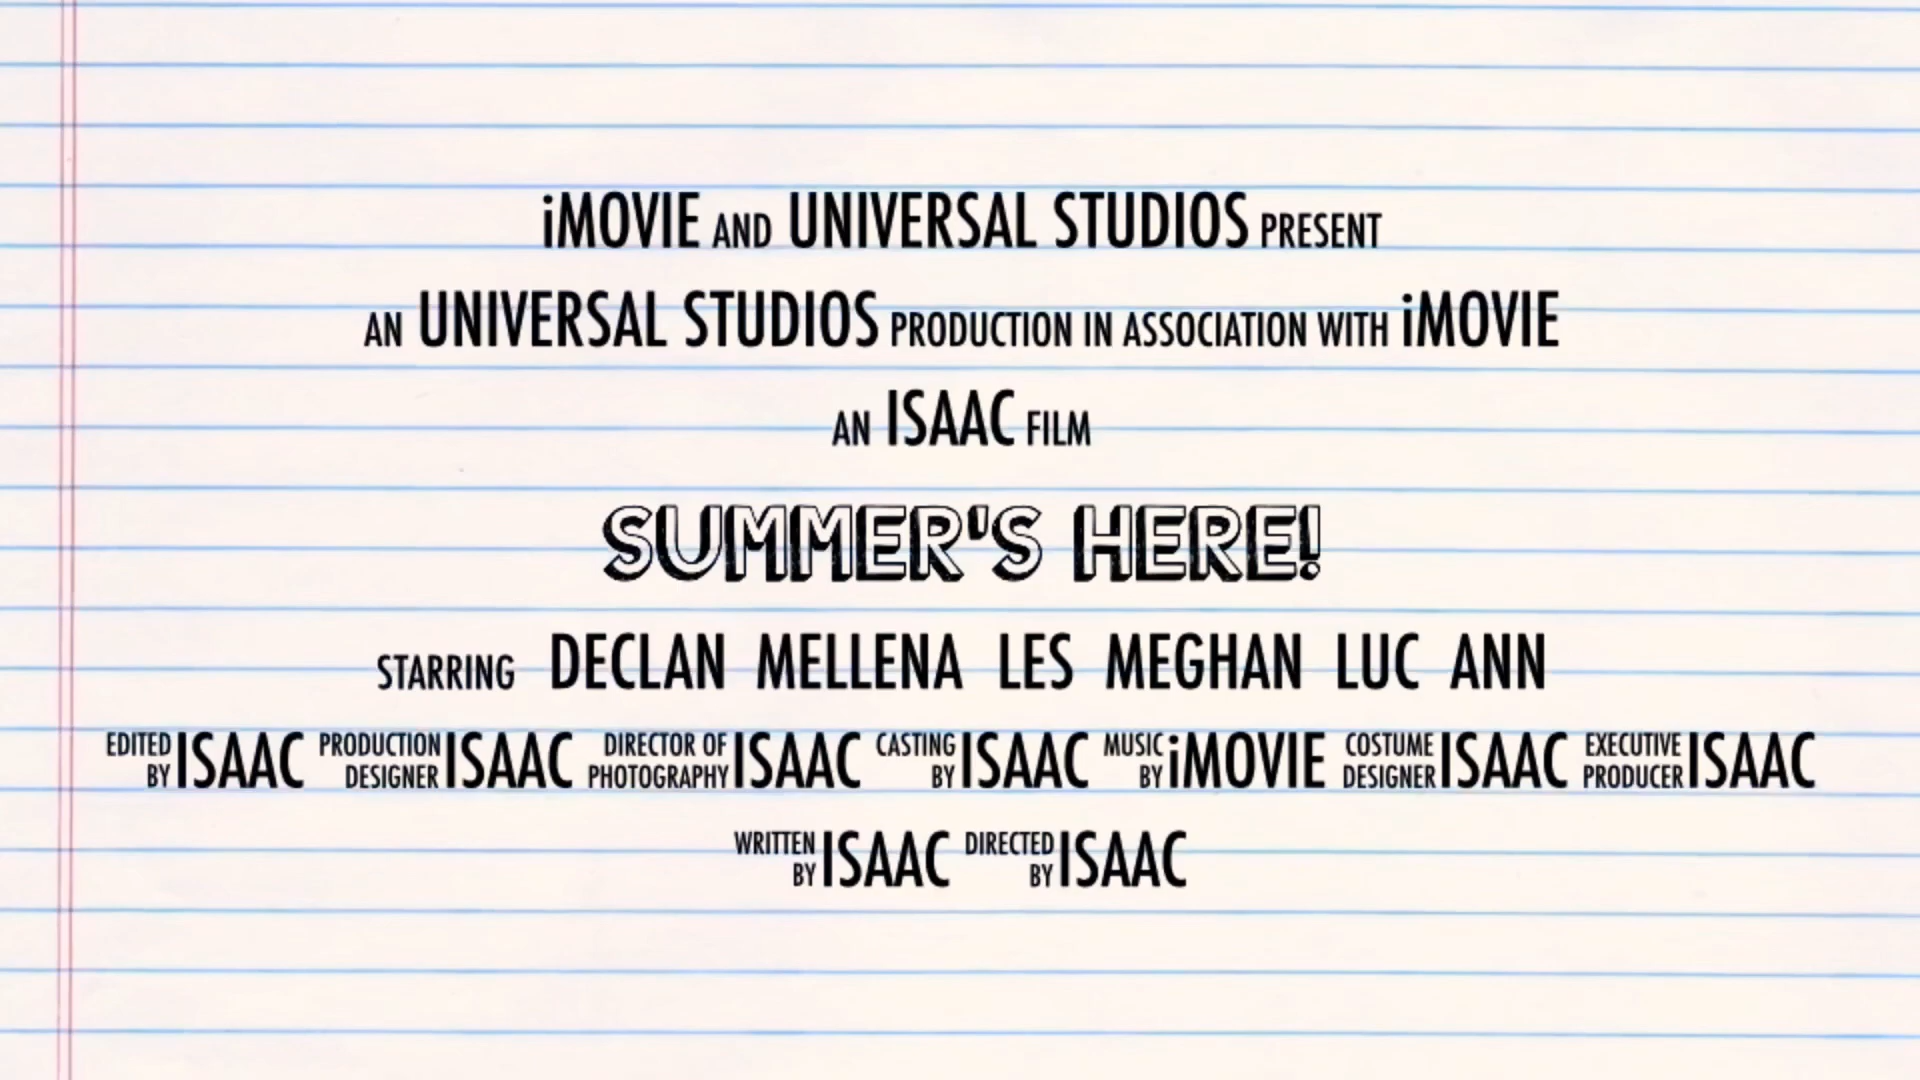 iMOVIE AND UNIVERSAL STUDIOS PRESENT
AN UNIVERSAL STUDIOS PRODUCTION IN ASSOCIATION WITH iMOVIE
AN ISAAC FILM
SUMMER'S HERE!
STARRING DECLAN MELLENA LES MEGHAN LUC ANN
EDITED BY ISAAC PRODUCTION DESIGNER ISAAC DIRECTOR OF PHOTOGRAPHY ISAAC CASTING BY ISAAC MUSIC BY iMOVIE COSTUME DESIGNER ISAAC EXECUTIVE PRODUCER ISAAC
WRITTEN BY ISAAC DIRECTED BY ISAAC